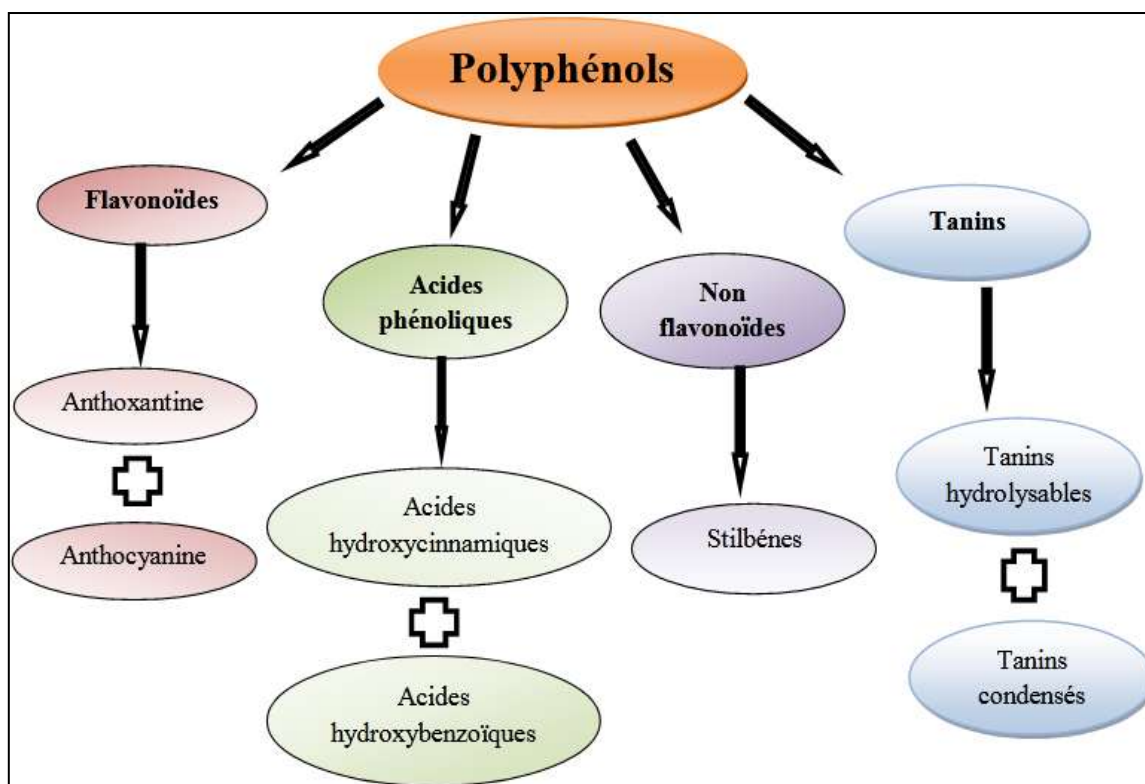 Polyphénols
Flavonoïdes
Acides
phénoliques
Non
flavonoïdes
Tanins
Anthoxantine
Anthocyanine
Acides
hydroxycinnamiques
Acides
hydroxybenzoïques
Stilbénes
Tanins
hydrolysables
Tanins
condensés